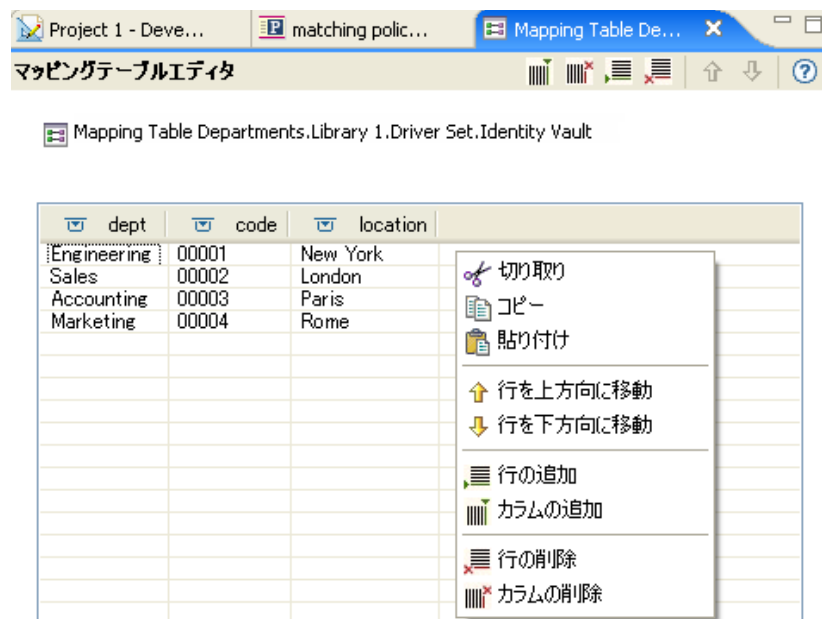 Project 1 - Deve...
matching polic...
Mapping Table De...
マッピングテーブルエディタ
Mapping Table Departments.Library 1.Driver Set.Identity Vault
dept code location
Engineering 00001 New York
Sales 00002 London
Accounting 00003 Paris
Marketing 00004 Rome
切り取り
コピー
貼り付け
行を上方向に移動
行を下方向に移動
行の追加
カラムの追加
行の削除
カラムの削除